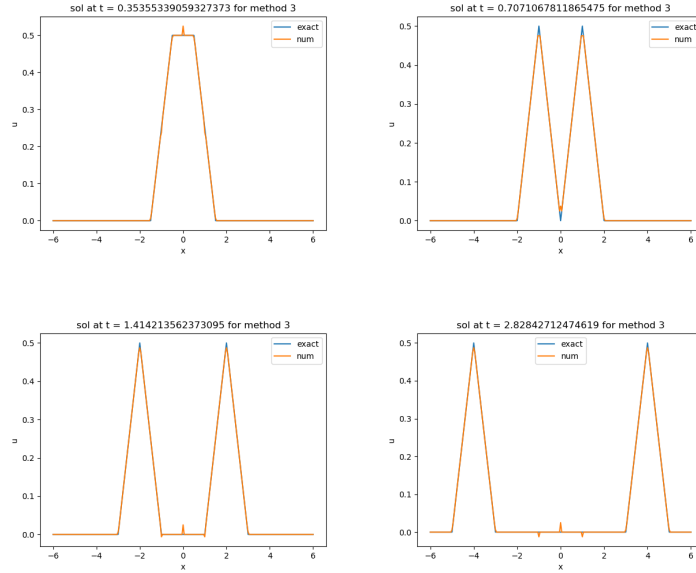 sol at t = 0.35355339059327373 for method 3
exact
num
0.5
0.4
0.3
0.2
0.1
0.0
u
−6 −4 −2 0 2 4 6
x
sol at t = 0.7071067811865475 for method 3
exact
num
0.5
0.4
0.3
0.2
0.1
0.0
u
−6 −4 −2 0 2 4 6
x
sol at t = 1.414213562373095 for method 3
exact
num
0.5
0.4
0.3
0.2
0.1
0.0
u
−6 −4 −2 0 2 4 6
x
sol at t = 2.82842712474619 for method 3
exact
num
0.5
0.4
0.3
0.2
0.1
0.0
u
−6 −4 −2 0 2 4 6
x